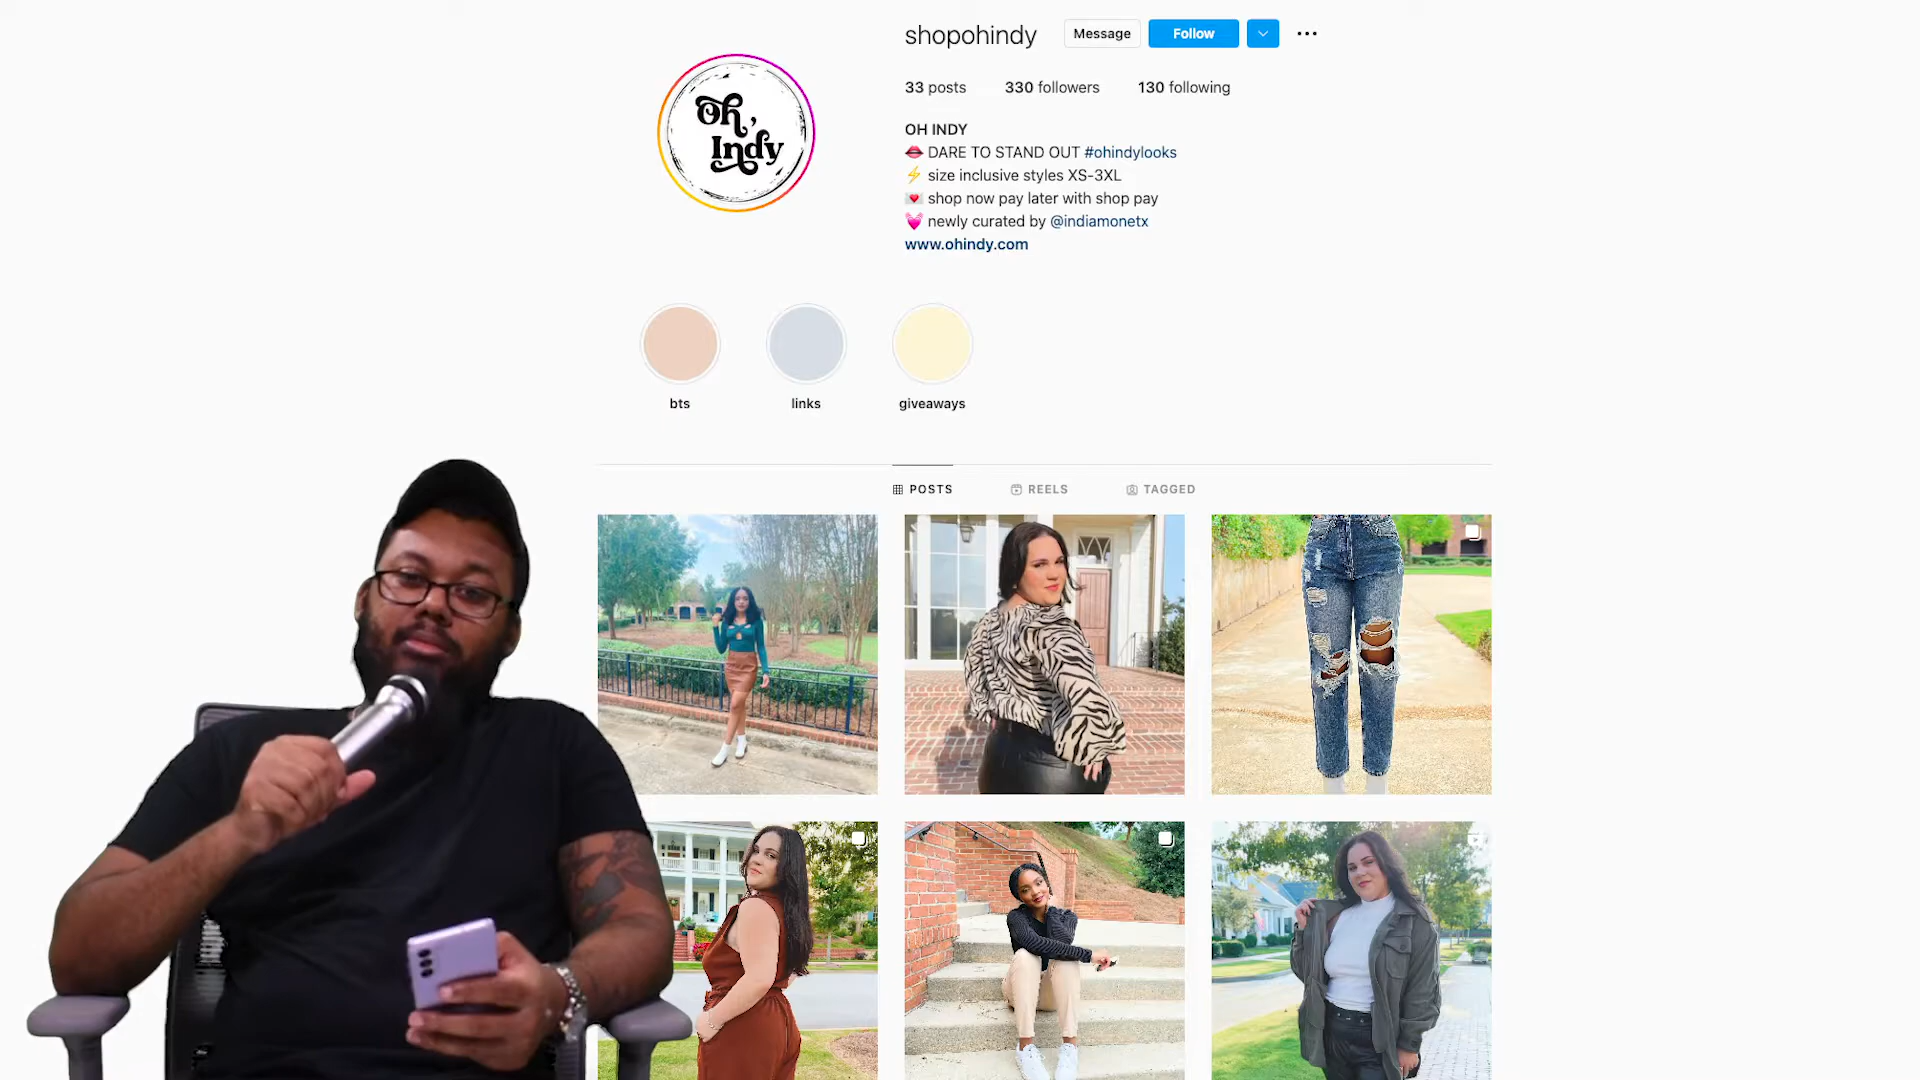 shopohindy
Message
Follow
33 posts
330 followers
130 following
Oh,
Indy
OH INDY
👄 DARE TO STAND OUT #ohindylooks
⚡ size inclusive styles XS-3XL
💌 shop now pay later with shop pay
💓 newly curated by @indiamonetx
www.ohindy.com
bts
links
giveaways
POSTS
REELS
TAGGED